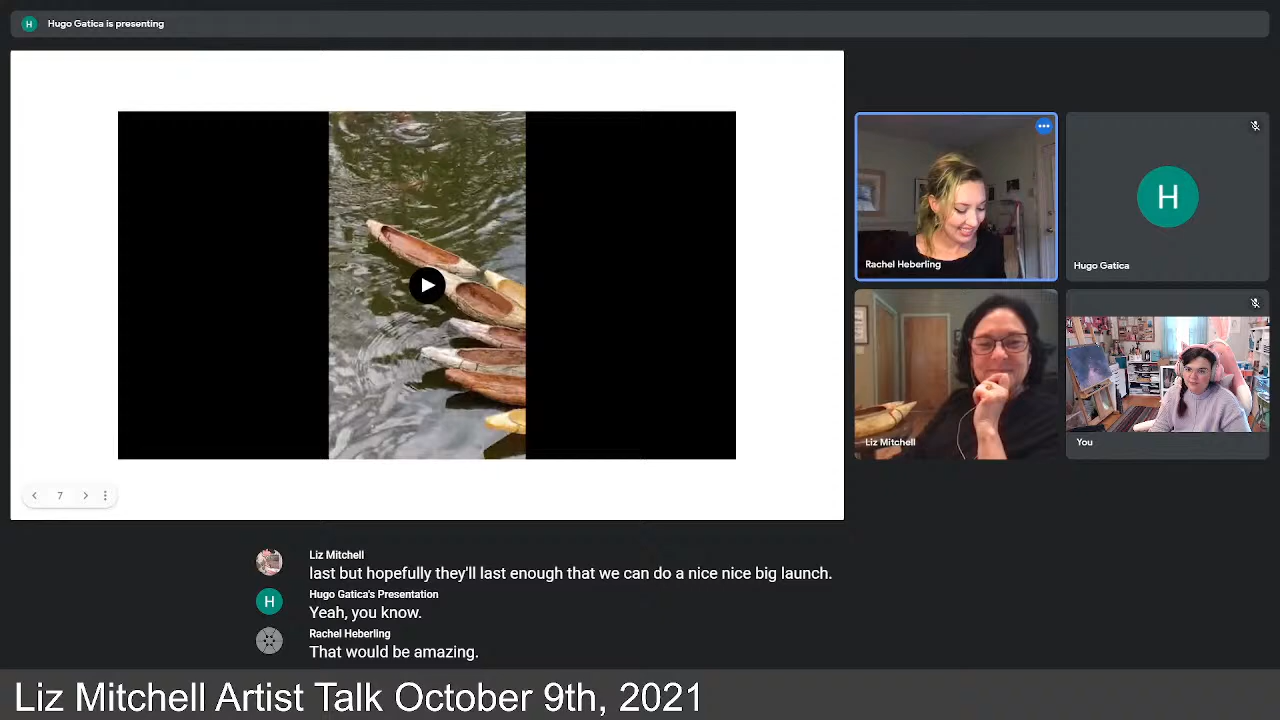 H Hugo Gatica is presenting
Rachel Heberling
H
Hugo Gatica
Liz Mitchell
You
7
Liz Mitchell
last but hopefully they'll last enough that we can do a nice nice big launch.
H Hugo Gatica's Presentation
Yeah, you know.
Rachel Heberling
That would be amazing.
Liz Mitchell Artist Talk October 9th, 2021